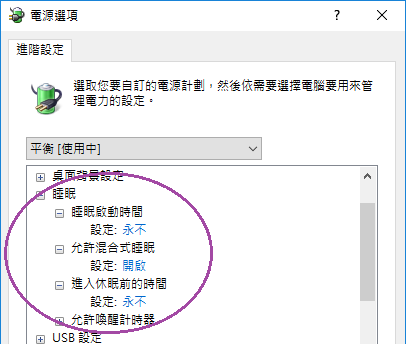 電源選項
進階設定
選取您要自訂的電源計劃，然後依需要選擇電腦要用來管
理電力的設定。
平衡 [使用中]
桌面背景設定
睡眠
睡眠啟動時間
設定: 永不
允許混合式睡眠
設定: 開啟
進入休眠前的時間
設定: 永不
允許喚醒計時器
USB 設定